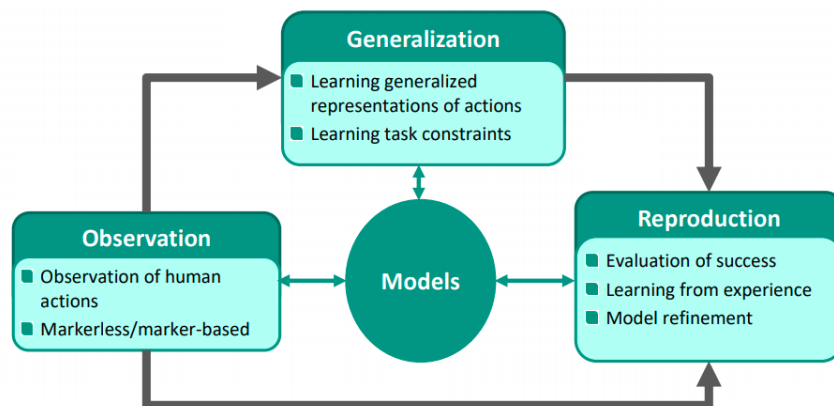 Generalization
Learning generalized
representations of actions
Learning task constraints
Observation
Observation of human
actions
Markerless/marker-based
Models
Reproduction
Evaluation of success
Learning from experience
Model refinement